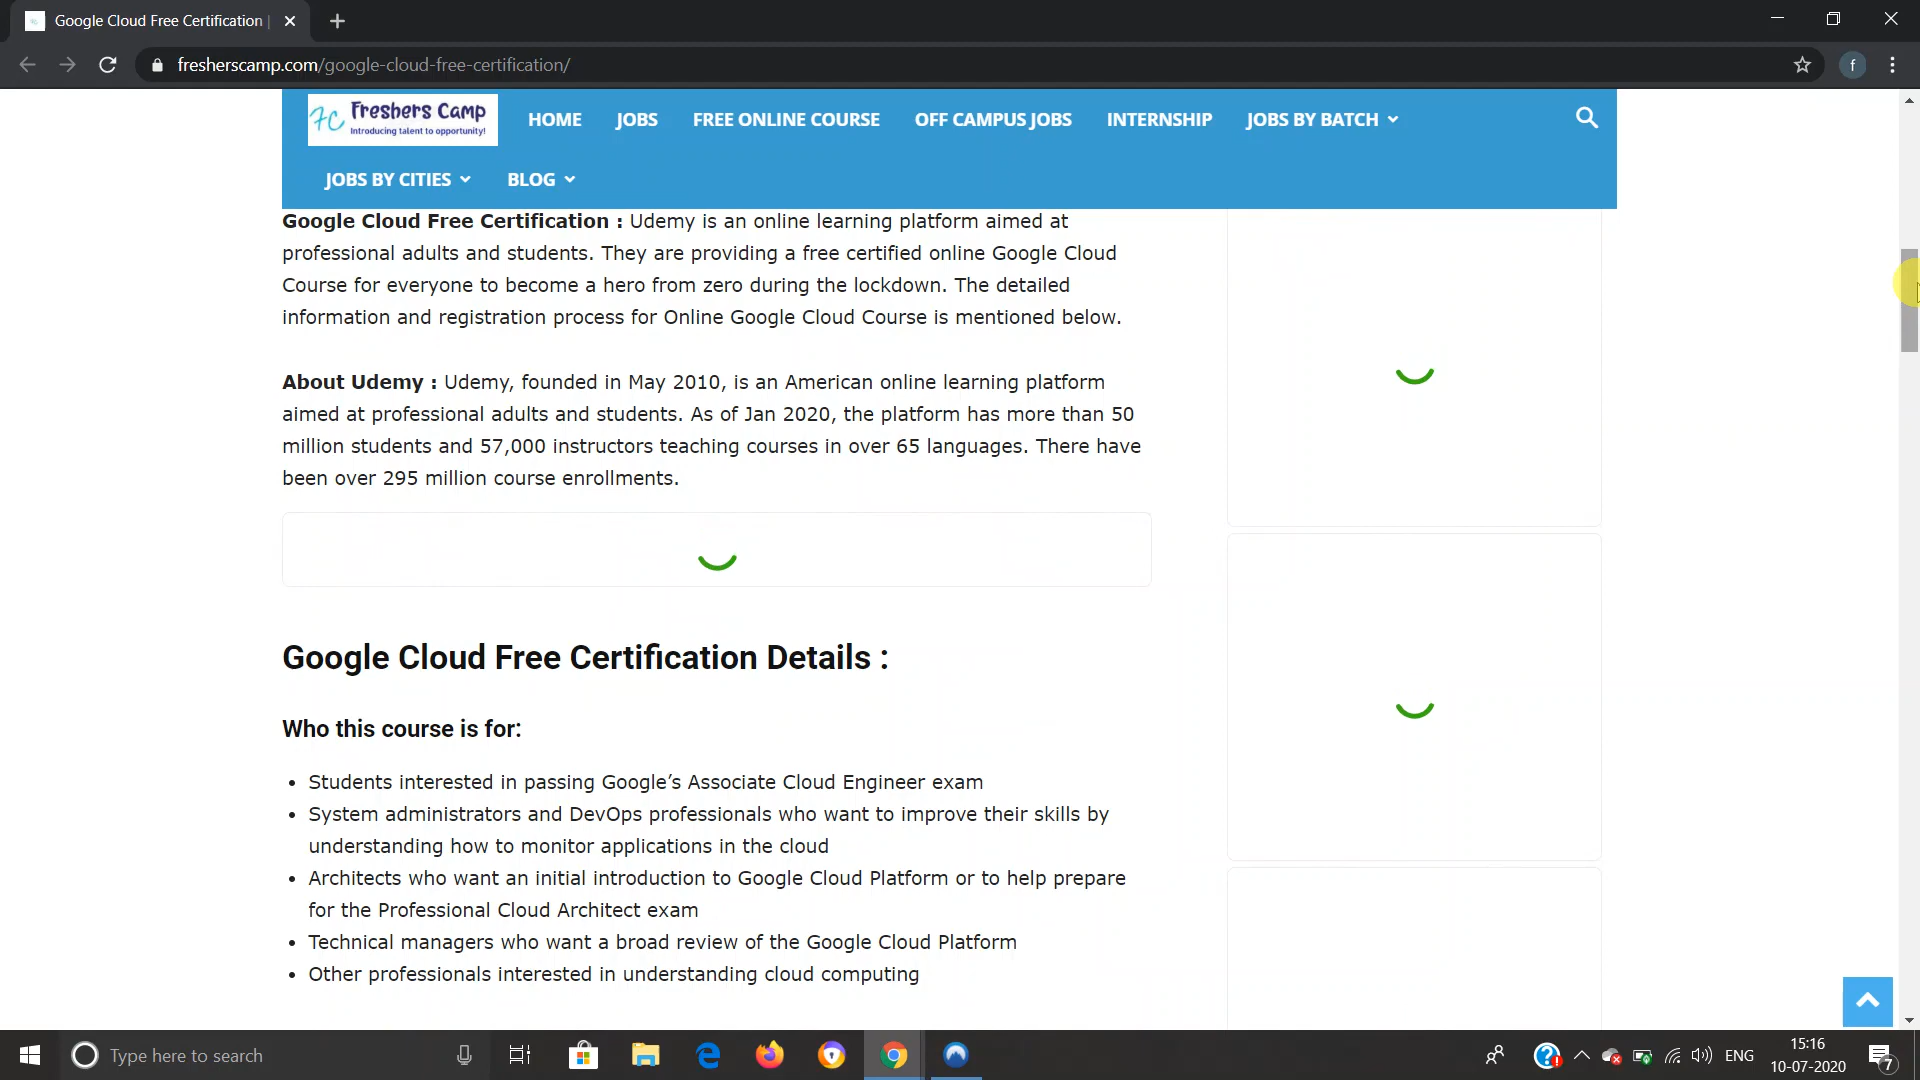 Google Cloud Free Certification |
fresherscamp.com/google-cloud-free-certification/
f
FC Freshers Camp
Introducing talent to opportunity!
HOME JOBS FREE ONLINE COURSE OFF CAMPUS JOBS INTERNSHIP JOBS BY BATCH
JOBS BY CITIES BLOG
Google Cloud Free Certification : Udemy is an online learning platform aimed at
professional adults and students. They are providing a free certified online Google Cloud
Course for everyone to become a hero from zero during the lockdown. The detailed
information and registration process for Online Google Cloud Course is mentioned below.
About Udemy : Udemy, founded in May 2010, is an American online learning platform
aimed at professional adults and students. As of Jan 2020, the platform has more than 50
million students and 57,000 instructors teaching courses in over 65 languages. There have
been over 295 million course enrollments.
Google Cloud Free Certification Details :
Who this course is for:
• Students interested in passing Google’s Associate Cloud Engineer exam
• System administrators and DevOps professionals who want to improve their skills by
understanding how to monitor applications in the cloud
• Architects who want an initial introduction to Google Cloud Platform or to help prepare
for the Professional Cloud Architect exam
• Technical managers who want a broad review of the Google Cloud Platform
• Other professionals interested in understanding cloud computing
Type here to search
ENG
15:16
10-07-2020
7